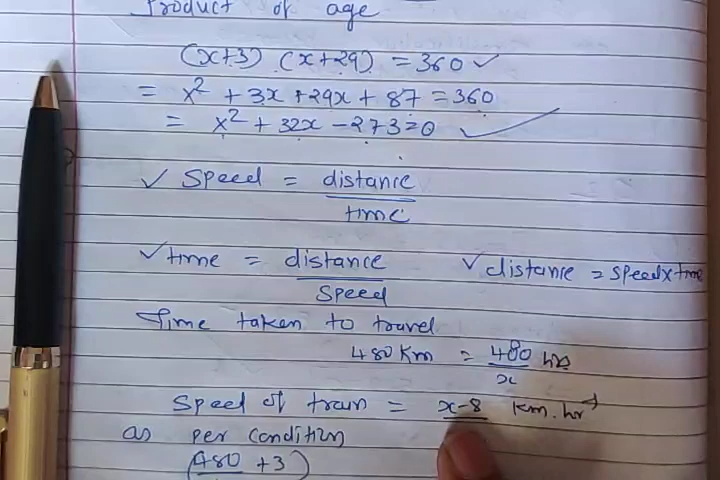 Product of age
(x+3) (x+29) = 360 ✓
= x² + 3x + 29x + 87 = 360
= x² + 32x - 273 = 0 ✓
✓ Speed = distance / time
✓ time = distance / Speed ✓ distance = speed x time
Time taken to travel
480 Km = 480 / x hrs
Speed of train = x-8 km.hr⁻¹
as per condition
(480 + 3)